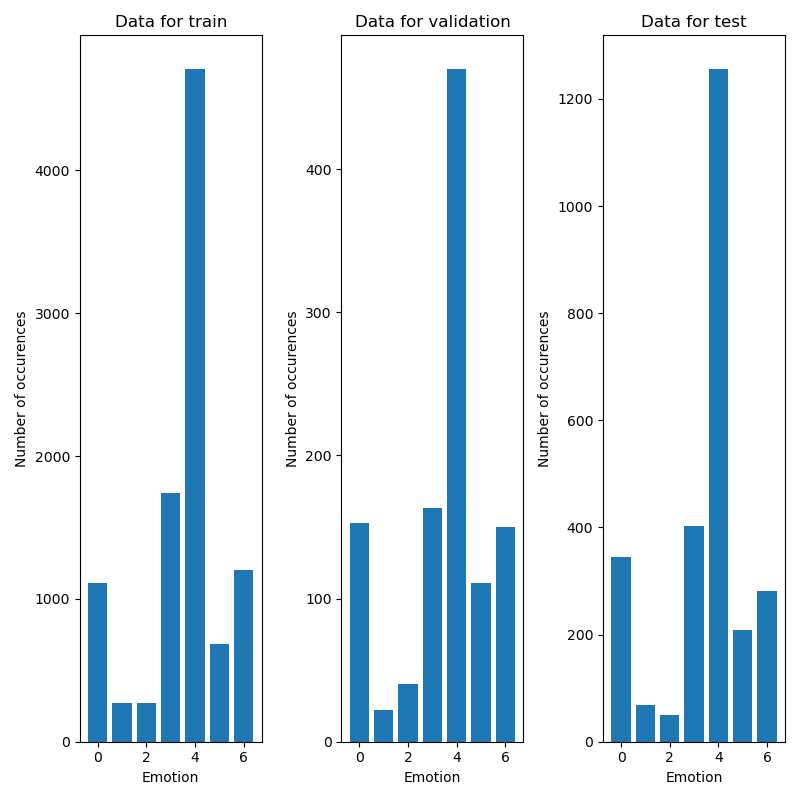 Data for train
Number of occurences
4000
3000
2000
1000
0
0 2 4 6
Emotion
Data for validation
Number of occurences
400
300
200
100
0
0 2 4 6
Emotion
Data for test
Number of occurences
1200
1000
800
600
400
200
0
0 2 4 6
Emotion